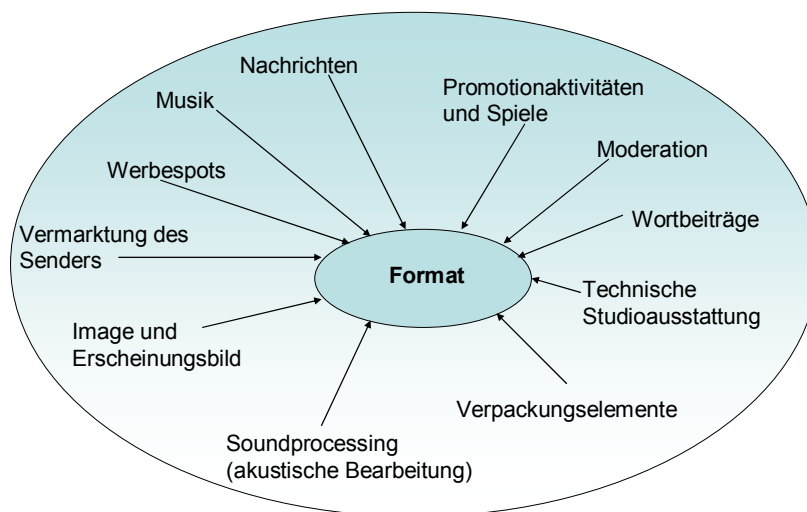 Nachrichten
Promotionaktivitäten
und Spiele
Musik
Moderation
Werbespots
Wortbeiträge
Vermarktung des
Senders
Format
Technische
Studioausstattung
Image und
Erscheinungsbild
Verpackungselemente
Soundprocessing
(akustische Bearbeitung)